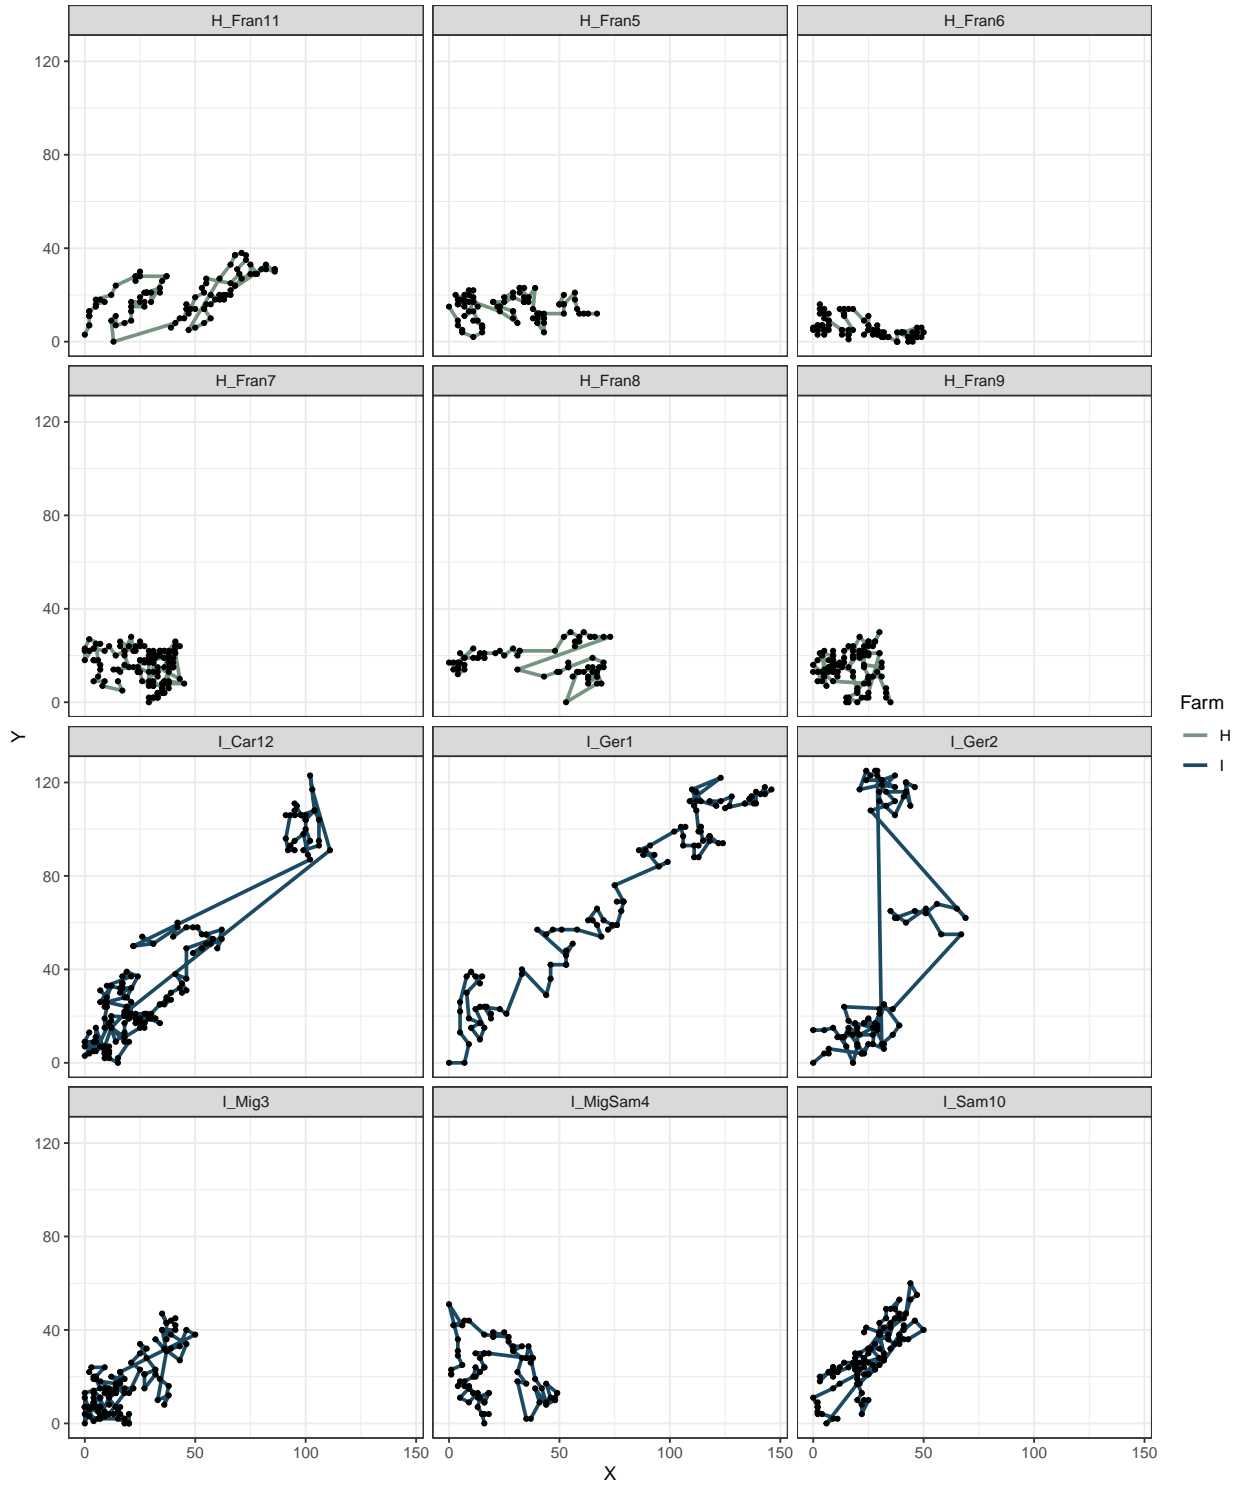 H_Fran11 H_Fran5 H_Fran6
120
80
40
0
H_Fran7 H_Fran8 H_Fran9
120
80
40
0
Farm
H
I
Y
I_Car12 I_Ger1 I_Ger2
120
80
40
0
I_Mig3 I_MigSam4 I_Sam10
120
80
40
0
0 50 100 150 0 50 100 150 0 50 100 150
X